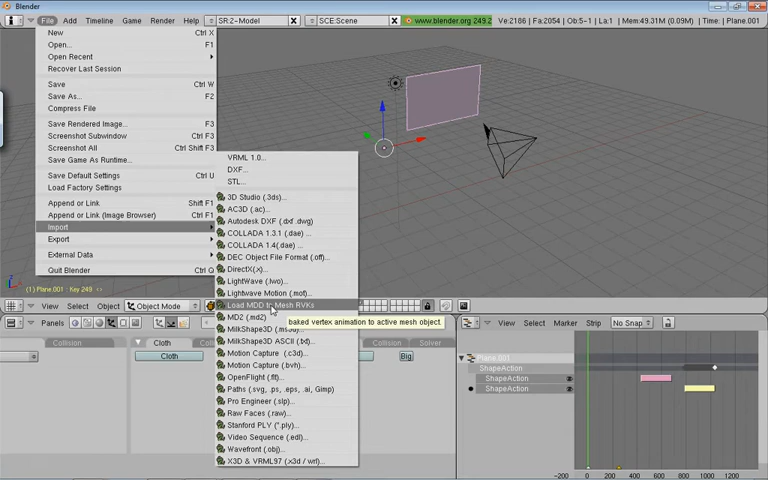 Blender
File Add Timeline Game Render Help SR:2-Model SCE:Scene www.blender.org 249.2 Ve:2186 | Fa:2054 | Ob:5-1 | La:2 | Mem:49.31M (0.09M) | Time: | Plane.001
New Ctrl X
Open... F1
Open Recent
Recover Last Session
Save Ctrl W
Save As... F2
Compress File
Save Rendered Image... F3
Screenshot Subwindow Ctrl F3
Screenshot All Ctrl Shift F3
Save Game As Runtime...
Save Default Settings Ctrl U
Load Factory Settings
Append or Link Shift F1
Append or Link (Image Browser) Ctrl F1
Import
Export
External Data
Quit Blender Ctrl Q
VRML 1.0...
DXF...
STL...
3D Studio (.3ds)...
AC3D (.ac)...
Autodesk DXF (.dxf .dwg)
COLLADA 1.3.1 (.dae) ...
COLLADA 1.4(.dae) ...
DEC Object File Format (.off)...
DirectX(.x)...
LightWave (.lwo)...
Lightwave Motion (.mot)...
Load MDD to Mesh RVKs
MD2 (.md2)
baked vertex animation to active mesh object.
MilkShape3D (.ms3d)...
MilkShape3D ASCII (.txt)...
Motion Capture (.c3d)...
Motion Capture (.bvh)...
OpenFlight (.flt)...
Paths (.svg, .ps, .eps, .ai, Gimp)
Pro Engineer (.slp)...
Raw Faces (.raw)...
Stanford PLY (*.ply)...
Video Sequence (.edl)...
Wavefront (.obj)...
X3D & VRML97 (.x3d / wrl)...
(1) Plane.001 : Key 249
View Select Object Object Mode
Panels
Collision Cloth Collision
Cloth Big
View Select Marker Strip No Snap
Plane.001
ShapeAction
ShapeAction
ShapeAction
-200 0 200 400 600 800 1000 1200